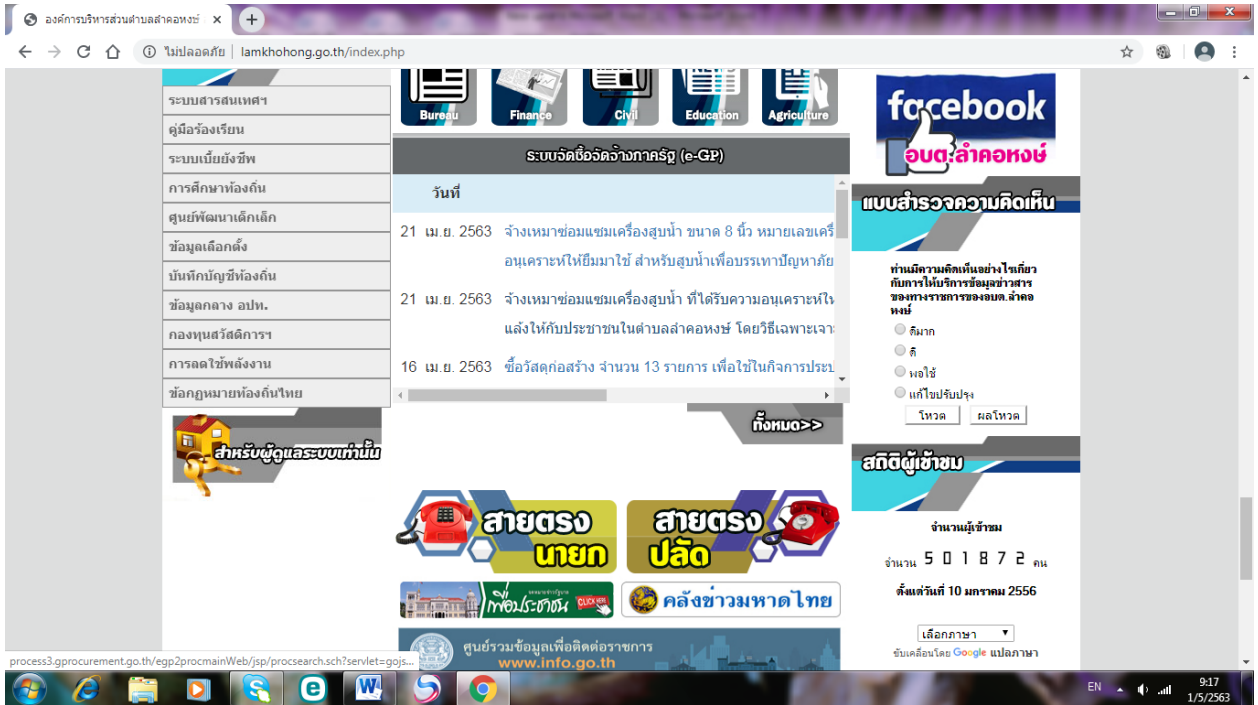 องค์การบริหารส่วนตำบลลำคอหงษ์
ไม่ปลอดภัย | lamkhohong.go.th/index.php
ระบบสารสนเทศฯ
คู่มือร้องเรียน
ระบบเบี้ยยังชีพ
การศึกษาท้องถิ่น
ศูนย์พัฒนาเด็กเล็ก
ข้อมูลเลือกตั้ง
บันทึกบัญชีท้องถิ่น
ข้อมูลกลาง อปท.
กองทุนสวัสดิการฯ
การลดใช้พลังงาน
ข้อกฎหมายท้องถิ่นไทย
สำหรับผู้ดูแลระบบเท่านั้น
Bureau
Finance
Civil
Education
Agriculture
ระบบจัดซื้อจัดจ้างภาครัฐ (e-GP)
วันที่
21 เม.ย. 2563 จ้างเหมาซ่อมแซมเครื่องสูบน้ำ ขนาด 8 นิ้ว หมายเลขเครื่
อนุเคราะห์ให้ยืมมาใช้ สำหรับสูบน้ำเพื่อบรรเทาปัญหาภัย
21 เม.ย. 2563 จ้างเหมาซ่อมแซมเครื่องสูบน้ำ ที่ได้รับความอนุเคราะห์ให้
แล้งให้กับประชาชนในตำบลลำคอหงษ์ โดยวิธีเฉพาะเจา
16 เม.ย. 2563 ซื้อวัสดุก่อสร้าง จำนวน 13 รายการ เพื่อใช้ในกิจการประป
ทั้งหมด>>
สายตรง
นายก
สายตรง
ปลัด
เพื่อประชาชน
CLICK HERE
คลังข่าวมหาดไทย
ศูนย์รวมข้อมูลเพื่อติดต่อราชการ
www.info.go.th
facebook
อบต.ลำคอหงษ์
แบบสำรวจความคิดเห็น
ท่านมีความคิดเห็นอย่างไรเกี่ยว
กับการให้บริการข้อมูลข่าวสาร
ของทางราชการของอบต.ลำคอ
หงษ์
ดีมาก
ดี
พอใช้
แก้ไขปรับปรุง
โหวต
ผลโหวต
สถิติผู้เข้าชม
จำนวนผู้เข้าชม
จำนวน 501872 คน
ตั้งแต่วันที่ 10 มกราคม 2556
เลือกภาษา
ขับเคลื่อนโดย Google แปลภาษา
process3.gprocurement.go.th/egp2procmainWeb/jsp/procsearch.sch?servlet=gojs...
EN
9:17
1/5/2563